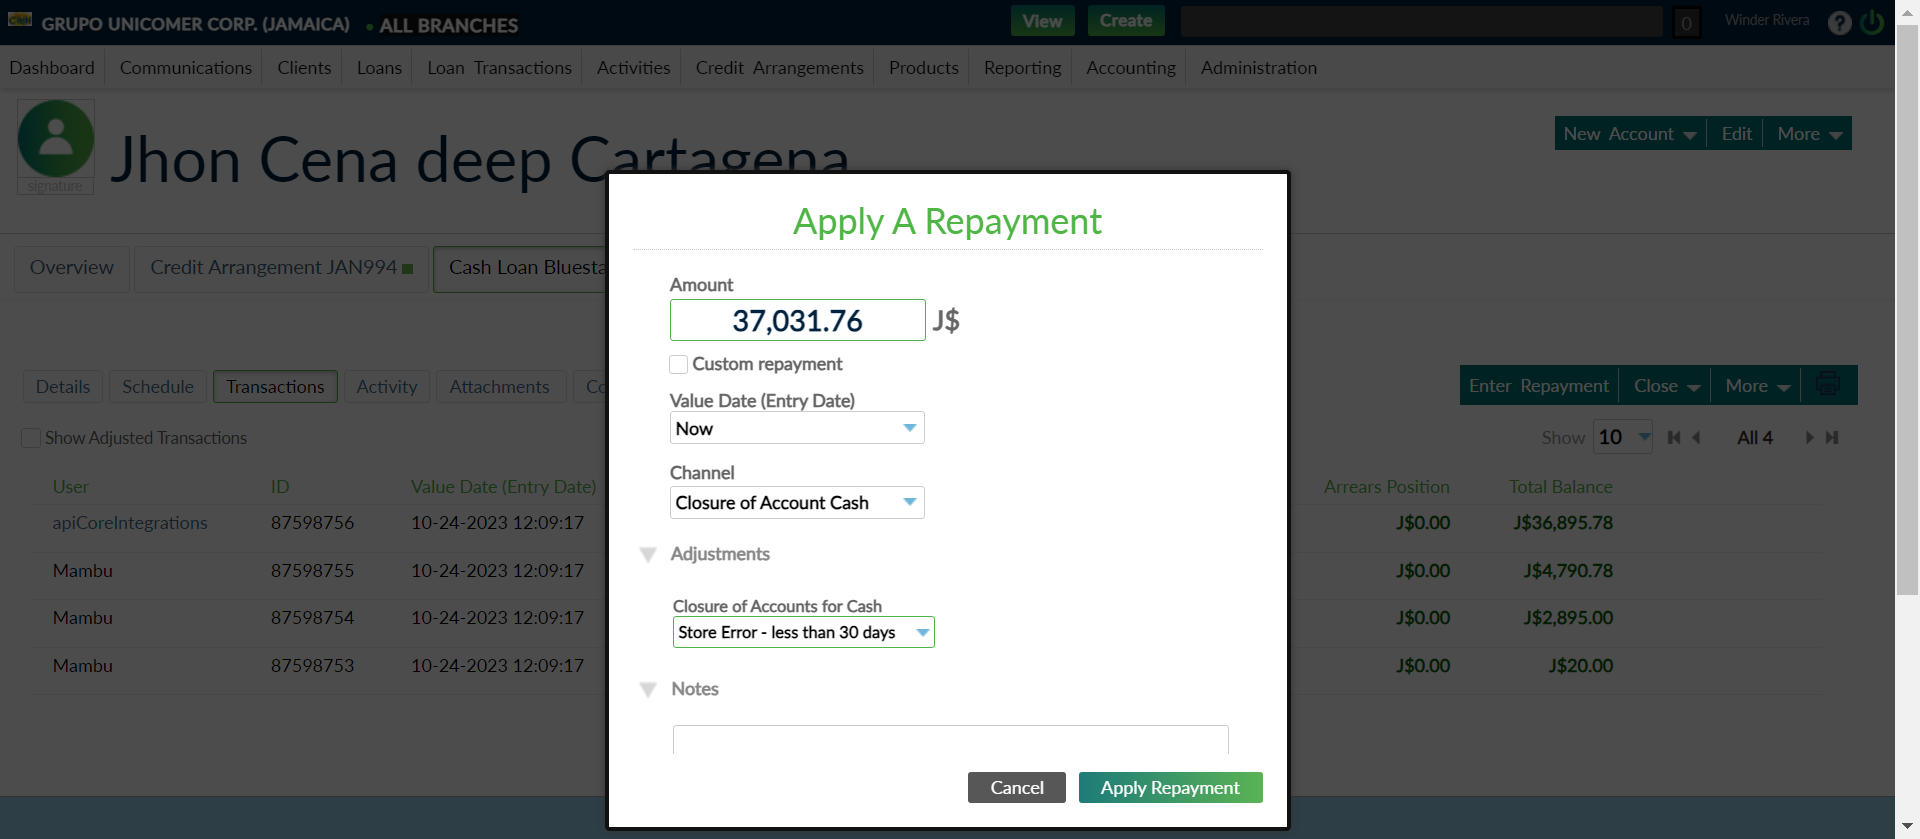 GRUPO UNICOMER CORP. (JAMAICA) • ALL BRANCHES View Create 0 Winder Rivera ?
Dashboard Communications Clients Loans Loan Transactions Activities Credit Arrangements Products Reporting Accounting Administration
signature
Jhon Cena deep Cartagena
New Account Edit More
Overview Credit Arrangement JAN994 Cash Loan Bluesta
Apply A Repayment
Amount
37,031.76 J$
Custom repayment
Value Date (Entry Date)
Now
Channel
Closure of Account Cash
Adjustments
Closure of Accounts for Cash
Store Error - less than 30 days
Notes
Cancel Apply Repayment
Details Schedule Transactions Activity Attachments Co
Enter Repayment Close More
Show Adjusted Transactions
Show 10 All 4
User ID Value Date (Entry Date) Arrears Position Total Balance
apiCoreIntegrations 87598756 10-24-2023 12:09:17 J$0.00 J$36,895.78
Mambu 87598755 10-24-2023 12:09:17 J$0.00 J$4,790.78
Mambu 87598754 10-24-2023 12:09:17 J$0.00 J$2,895.00
Mambu 87598753 10-24-2023 12:09:17 J$0.00 J$20.00